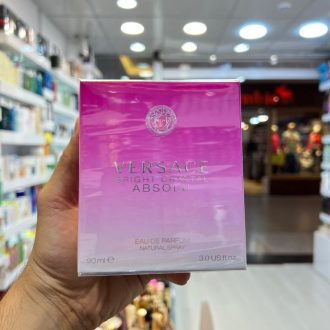 VERSACE
BRIGHT CRYSTAL
ABSOLU
EAU DE PARFUM
NATURAL SPRAY
90 ml ℮ 3.0 US fl.oz.